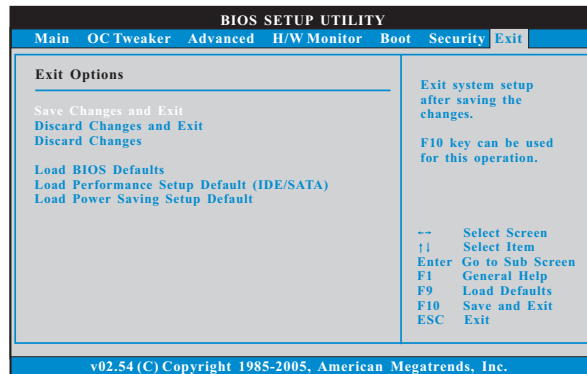 BIOS SETUP UTILITY
Main OC Tweaker Advanced H/W Monitor Boot Security Exit
Exit Options
Save Changes and Exit
Discard Changes and Exit
Discard Changes
Load BIOS Defaults
Load Performance Setup Default (IDE/SATA)
Load Power Saving Setup Default
Exit system setup
after saving the
changes.
F10 key can be used
for this operation.
←→ Select Screen
↑↓ Select Item
Enter Go to Sub Screen
F1 General Help
F9 Load Defaults
F10 Save and Exit
ESC Exit
v02.54 (C) Copyright 1985-2005, American Megatrends, Inc.